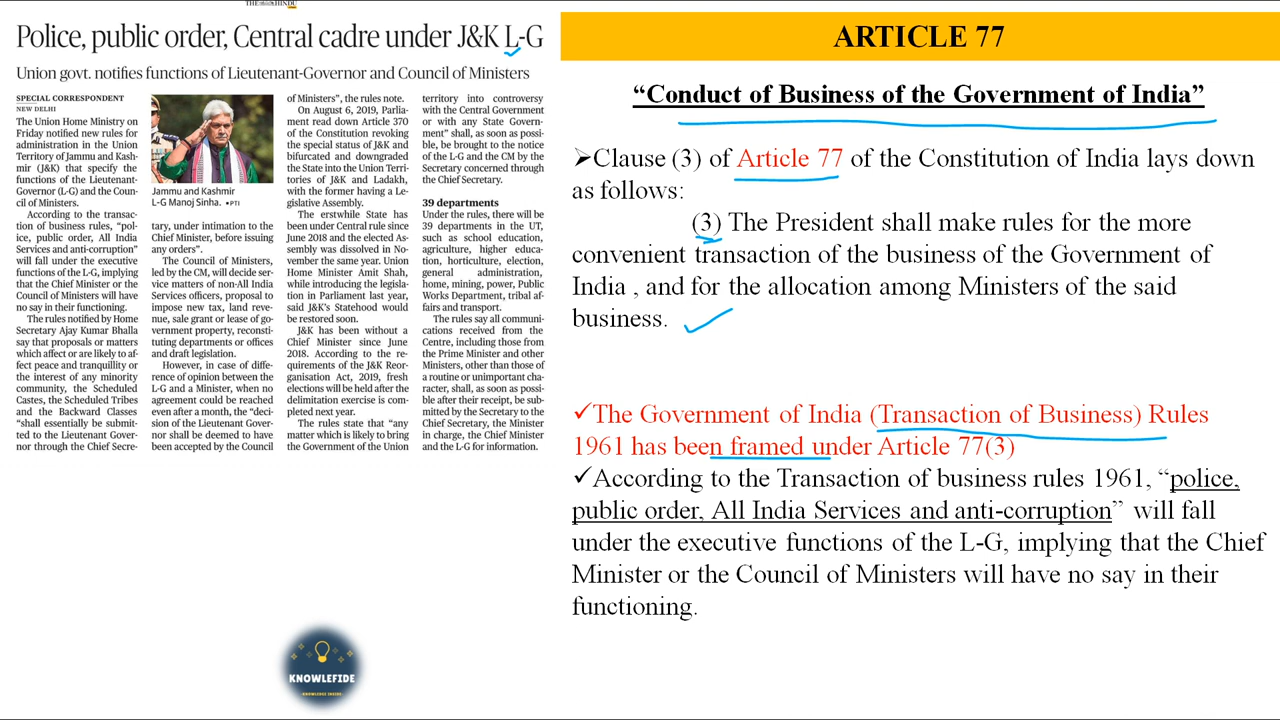 THE HINDU
Police, public order, Central cadre under J&K L-G
Union govt. notifies functions of Lieutenant-Governor and Council of Ministers
SPECIAL CORRESPONDENT
NEW DELHI
The Union Home Ministry on
Friday notified new rules for
administration in the Union
Territory of Jammu and Kash-
mir (J&K) that specify the
functions of the Lieutenant-
Governor (L-G) and the Coun-
cil of Ministers.
According to the transac-
tion of business rules, “pol-
ice, public order, All India
Services and anti-corruption”
will fall under the executive
functions of the L-G, implying
that the Chief Minister or the
Council of Ministers will have
no say in their functioning.
The rules notified by Home
Secretary Ajay Kumar Bhalla
say that proposals or matters
which affect or are likely to af-
fect peace and tranquillity or
the interest of any minority
community, the Scheduled
Castes, the Scheduled Tribes
and the Backward Classes
“shall essentially be submit-
ted to the Lieutenant Gover-
nor through the Chief Secre-
Jammu and Kashmir
L-G Manoj Sinha. •PTI
tary, under intimation to the
Chief Minister, before issuing
any orders”.
The Council of Ministers,
led by the CM, will decide ser-
vice matters of non-All India
Services officers, proposal to
impose new tax, land reve-
nue, sale grant or lease of go-
vernment property, reconsti-
tuting departments or offices
and draft legislation.
However, in case of diffe-
rence of opinion between the
L-G and a Minister, when no
agreement could be reached
even after a month, the “deci-
sion of the Lieutenant Gover-
nor shall be deemed to have
been accepted by the Council
of Ministers”, the rules note.
On August 6, 2019, Parlia-
ment read down Article 370
of the Constitution revoking
the special status of J&K and
bifurcated and downgraded
the State into the Union Terri-
tories of J&K and Ladakh,
with the former having a Le-
gislative Assembly.
The erstwhile State has
been under Central rule since
June 2018 and the elected As-
sembly was dissolved in No-
vember the same year. Union
Home Minister Amit Shah,
while introducing the legisla-
tion in Parliament last year,
said J&K's Statehood would
be restored soon.
J&K has been without a
Chief Minister since June
2018. According to the re-
quirements of the J&K Reor-
ganisation Act, 2019, fresh
elections will be held after the
delimitation exercise is com-
pleted next year.
The rules state that “any
matter which is likely to bring
the Government of the Union
territory into controversy
with the Central Government
or with any State Govern-
ment” shall, as soon as possi-
ble, be brought to the notice
of the L-G and the CM by the
Secretary concerned through
the Chief Secretary.
39 departments
Under the rules, there will be
39 departments in the UT,
such as school education,
agriculture, higher educa-
tion, horticulture, election,
general administration,
home, mining, power, Public
Works Department, tribal af-
fairs and transport.
The rules say all communi-
cations received from the
Centre, including those from
the Prime Minister and other
Ministers, other than those of
a routine or unimportant cha-
racter, shall, as soon as possi-
ble after their receipt, be sub-
mitted by the Secretary to the
Chief Secretary, the Minister
in charge, the Chief Minister
and the L-G for information.
ARTICLE 77
“Conduct of Business of the Government of India”
➤Clause (3) of Article 77 of the Constitution of India lays down
as follows:
(3) The President shall make rules for the more
convenient transaction of the business of the Government of
India , and for the allocation among Ministers of the said
business.
✓The Government of India (Transaction of Business) Rules
1961 has been framed under Article 77(3)
✓According to the Transaction of business rules 1961, “police,
public order, All India Services and anti-corruption” will fall
under the executive functions of the L-G, implying that the Chief
Minister or the Council of Ministers will have no say in their
functioning.
KNOWLEFIDE
KNOWLEDGE INSIDE